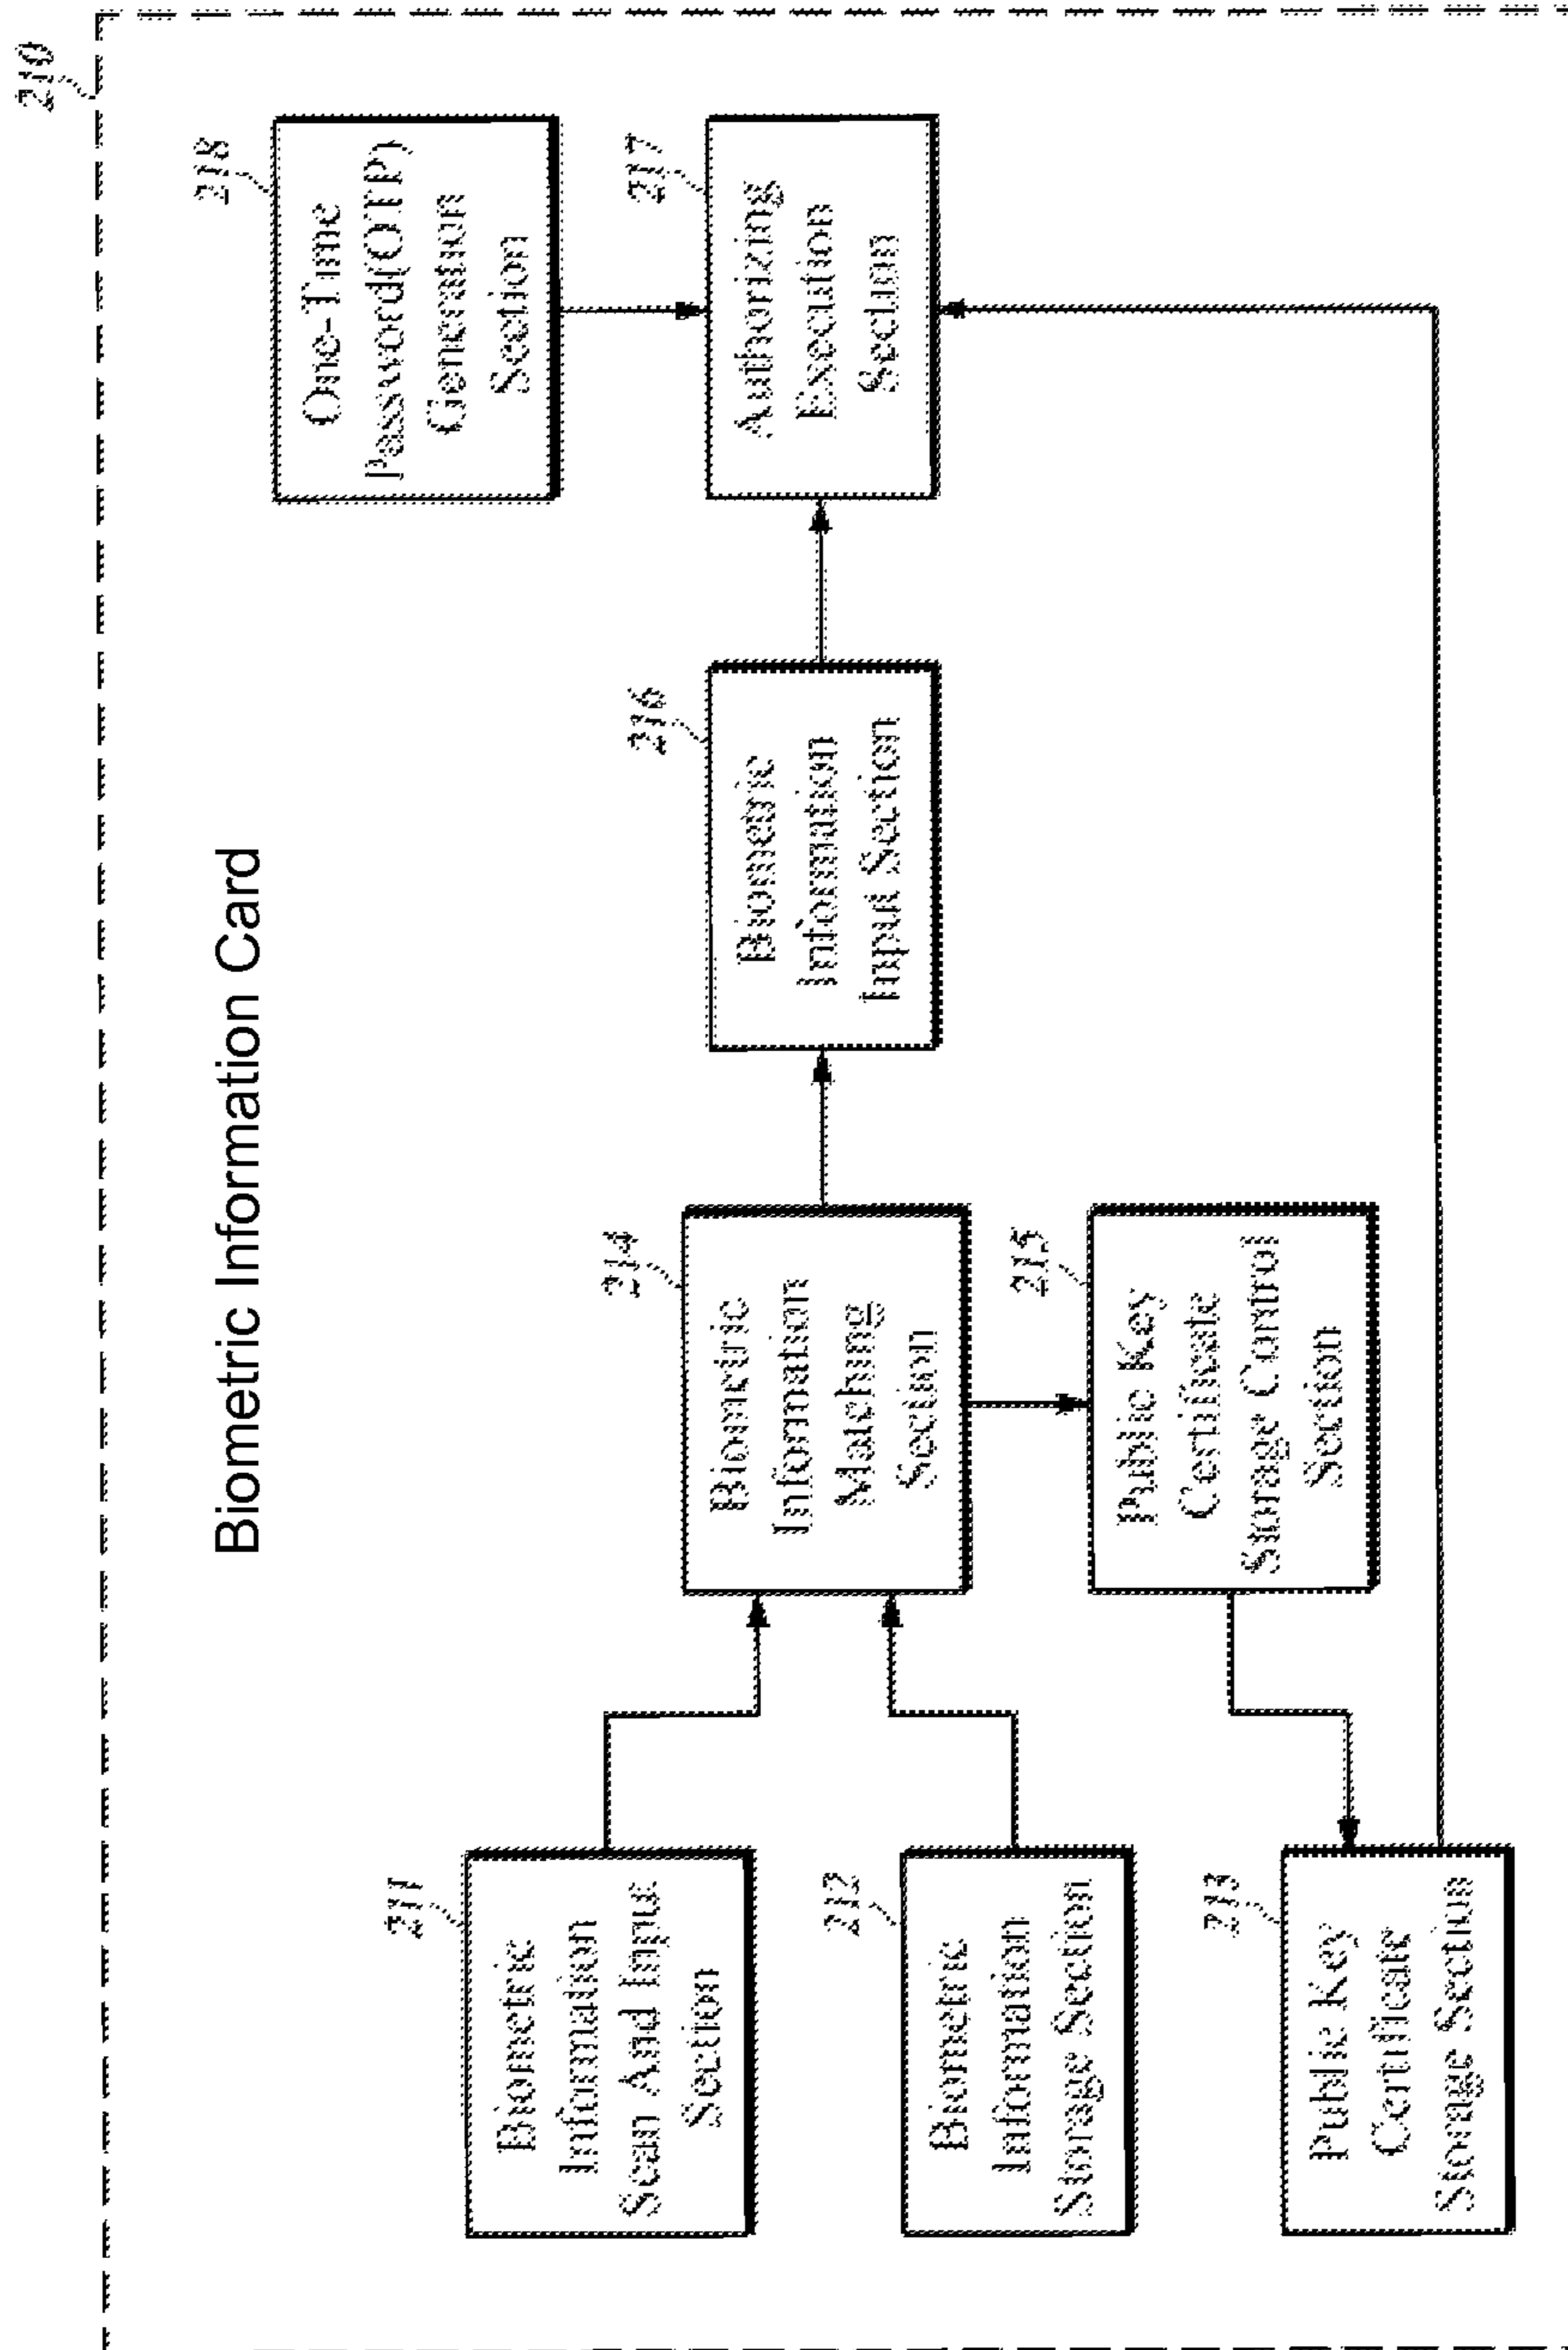 210
Biometric Information Card
211
Biometric
Information
Scan And Input
Section
212
Biometric
Information
Storage Section
213
Public Key
Certificate
Storage Section
214
Biometric
Information
Matching
Section
215
Public Key
Certificate
Storage Control
Section
216
Biometric
Information
Input Section
218
One-Time
Password(OTP)
Generation
Section
217
Authorizing
Execution
Section